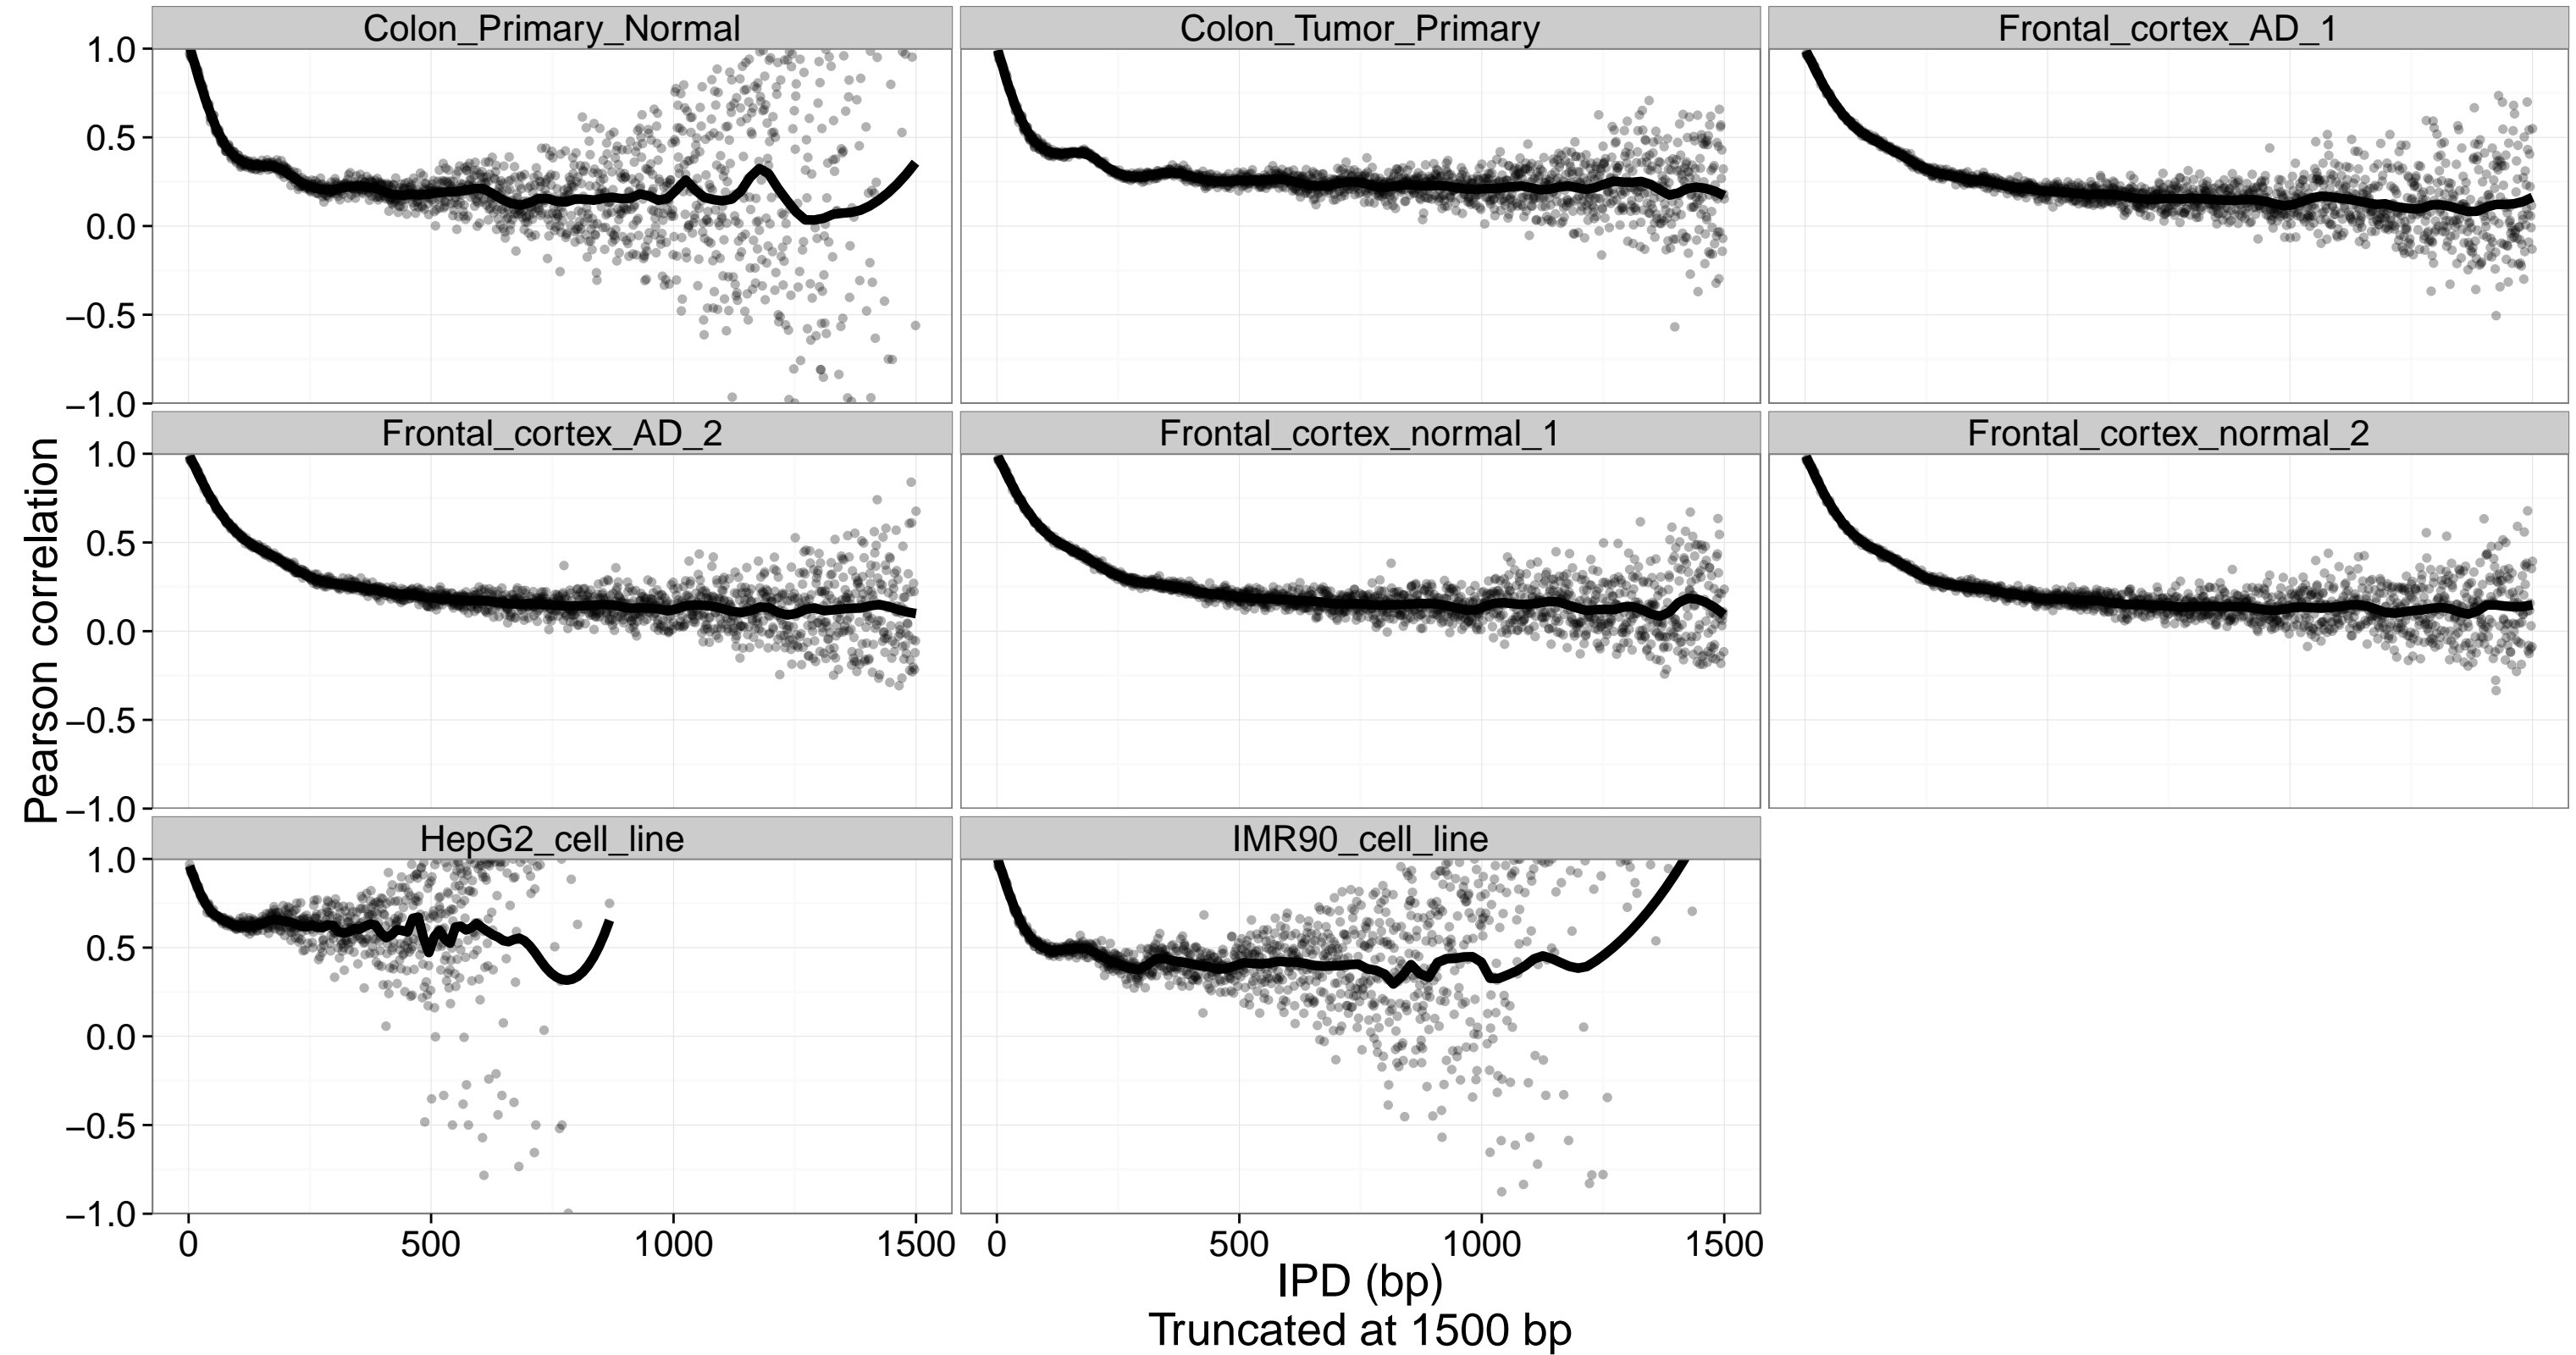 Colon_Primary_Normal
Colon_Tumor_Primary
Frontal_cortex_AD_1
1.0
0.5
0.0
−0.5
−1.0
Frontal_cortex_AD_2
Frontal_cortex_normal_1
Frontal_cortex_normal_2
1.0
0.5
0.0
−0.5
−1.0
Pearson correlation
HepG2_cell_line
IMR90_cell_line
1.0
0.5
0.0
−0.5
−1.0
0 500 1000 1500
0 500 1000 1500
IPD (bp)
Truncated at 1500 bp